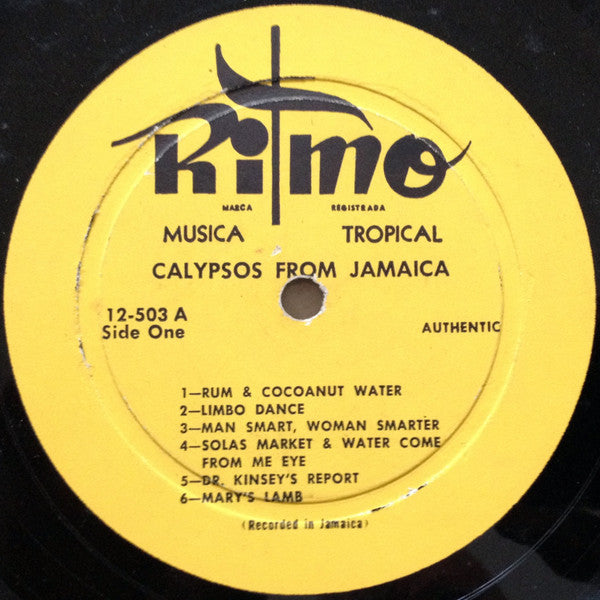 Ritmo
MARCA REGISTRADA
MUSICA TROPICAL
CALYPSOS FROM JAMAICA
12-503 A
Side One
AUTHENTIC
1—RUM & COCOANUT WATER
2—LIMBO DANCE
3—MAN SMART, WOMAN SMARTER
4—SOLAS MARKET & WATER COME
FROM ME EYE
5—DR. KINSEY'S REPORT
6—MARY'S LAMB
(Recorded in Jamaica)